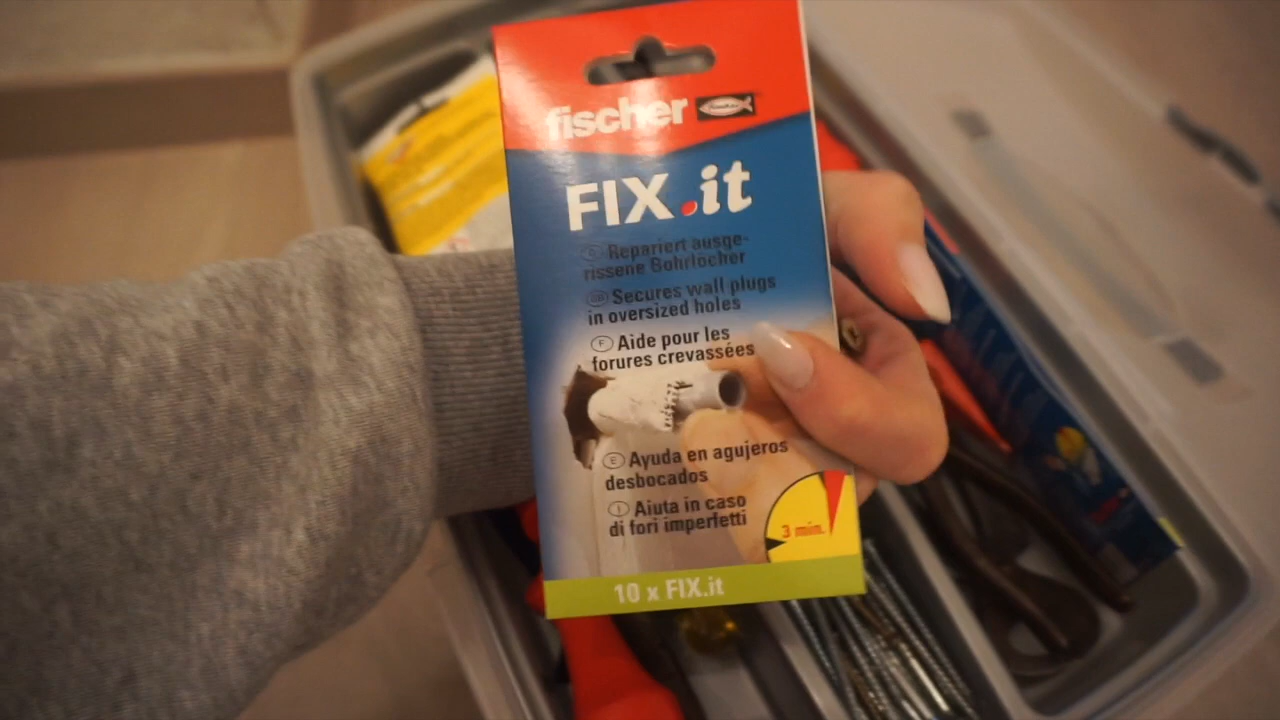 fischer
FIX.it
D Repariert ausge-
rissene Bohrlöcher
GB Secures wall plugs
in oversized holes
F Aide pour les
forures crevassées
E Ayuda en agujeros
desbocados
I Aiuta in caso
di fori imperfetti
3 min.
10 x FIX.it